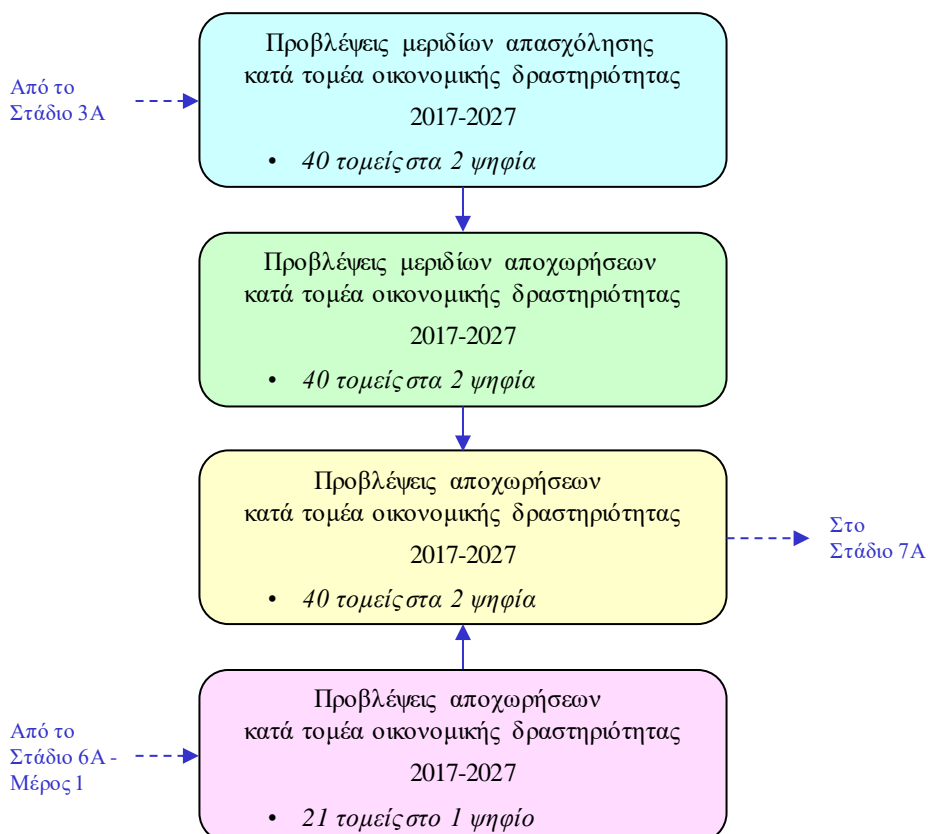 Προβλέψεις μεριδίων απασχόλησης
κατά τομέα οικονομικής δραστηριότητας
2017-2027
• 40 τομείς στα 2 ψηφία
Από το
Στάδιο 3Α
Προβλέψεις μεριδίων αποχωρήσεων
κατά τομέα οικονομικής δραστηριότητας
2017-2027
• 40 τομείς στα 2 ψηφία
Προβλέψεις αποχωρήσεων
κατά τομέα οικονομικής δραστηριότητας
2017-2027
• 40 τομείς στα 2 ψηφία
Στο
Στάδιο 7Α
Προβλέψεις αποχωρήσεων
κατά τομέα οικονομικής δραστηριότητας
2017-2027
• 21 τομείς στο 1 ψηφίο
Από το
Στάδιο 6Α -
Μέρος 1